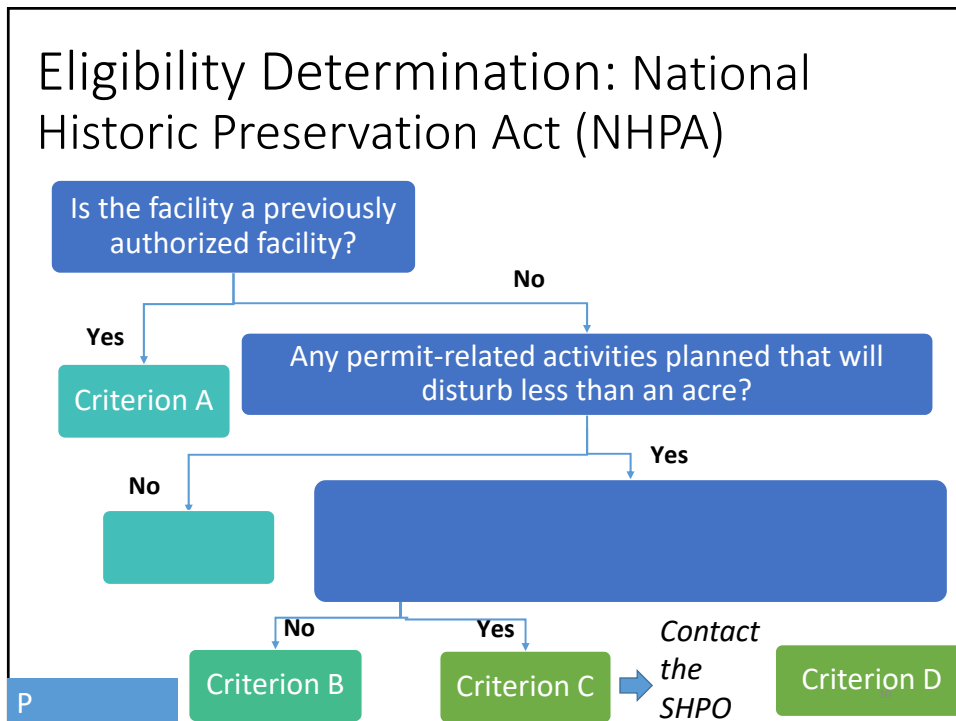 Eligibility Determination: National
Historic Preservation Act (NHPA)
Is the facility a previously
authorized facility?
No
Yes
Any permit-related activities planned that will
disturb less than an acre?
Criterion A
Yes
No
No
Yes
Contact
the
SHPO
Criterion B
Criterion C
Criterion D
P